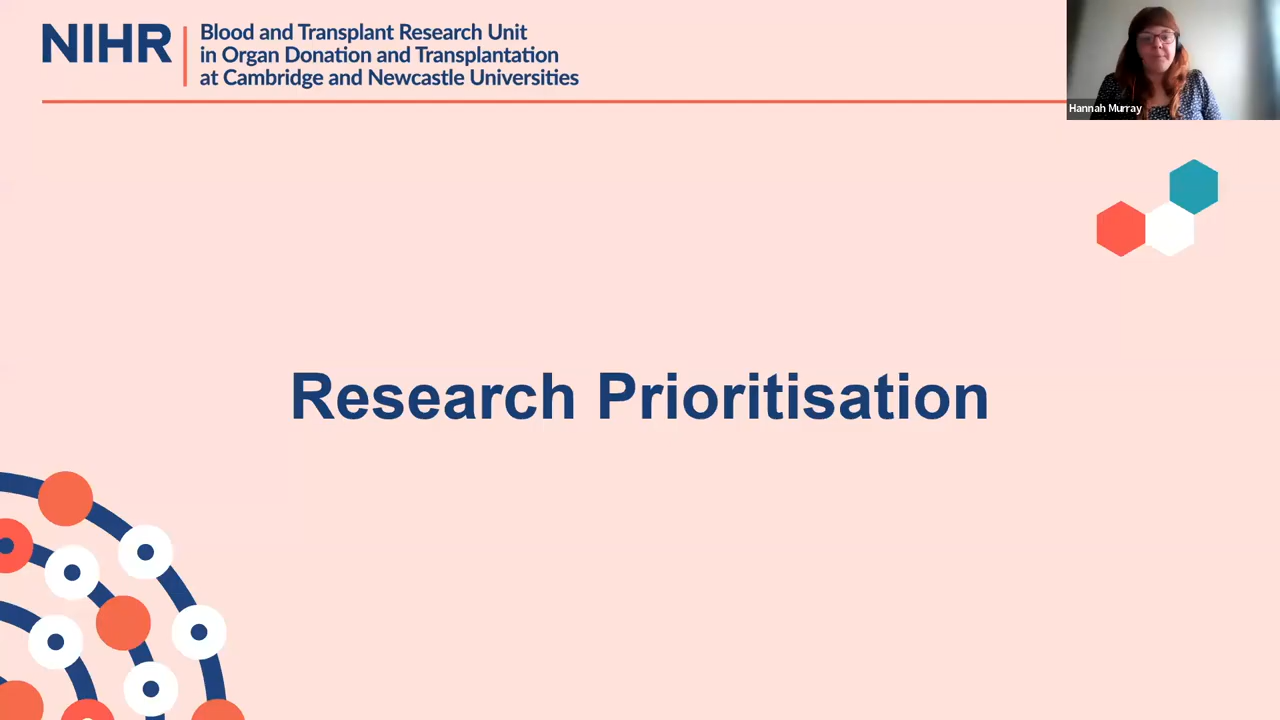 NIHR
Blood and Transplant Research Unit
in Organ Donation and Transplantation
at Cambridge and Newcastle Universities
Hannah Murray
Research Prioritisation